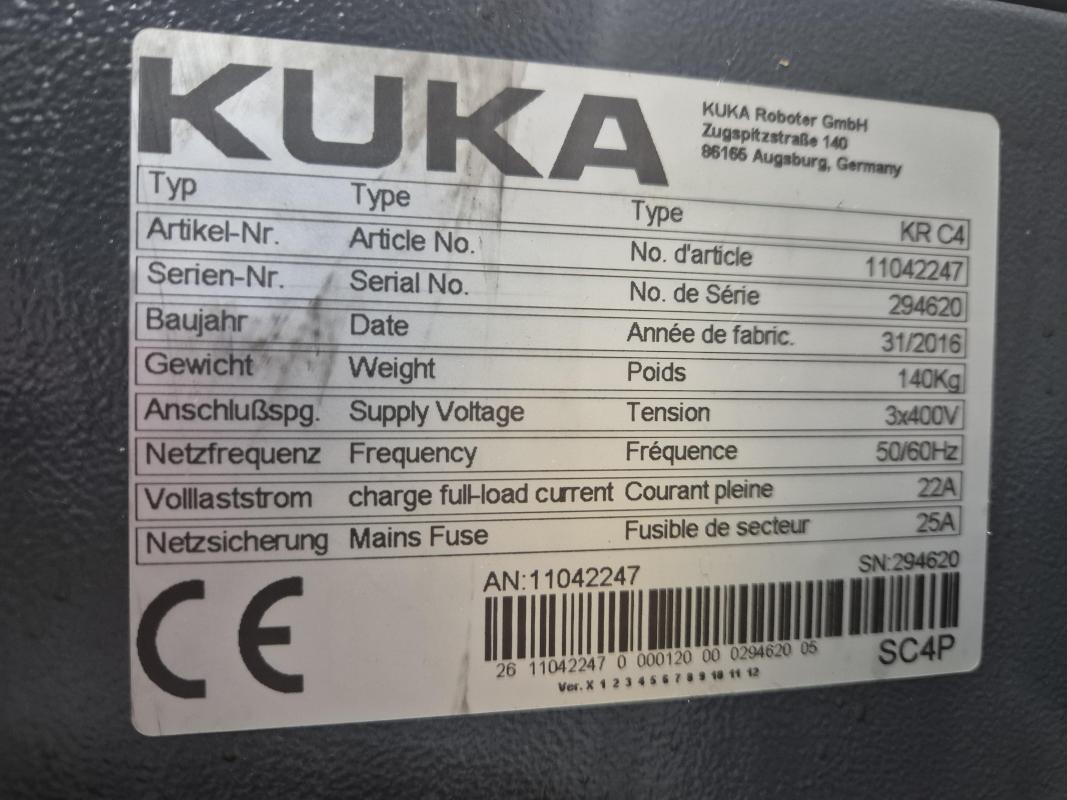 KUKA
KUKA Roboter GmbH
Zugspitzstraße 140
86165 Augsburg, Germany
Typ Type Type KR C4
Artikel-Nr. Article No. No. d'article 11042247
Serien-Nr. Serial No. No. de Série 294620
Baujahr Date Année de fabric. 31/2016
Gewicht Weight Poids 140Kg
Anschlußspg. Supply Voltage Tension 3x400V
Netzfrequenz Frequency Fréquence 50/60Hz
Volllaststrom charge full-load current Courant pleine 22A
Netzsicherung Mains Fuse Fusible de secteur 25A
CE
AN:11042247 SN:294620
26 11042247 0 000120 00 0294620 05
SC4P
Ver. X 1 2 3 4 5 6 7 8 9 10 11 12